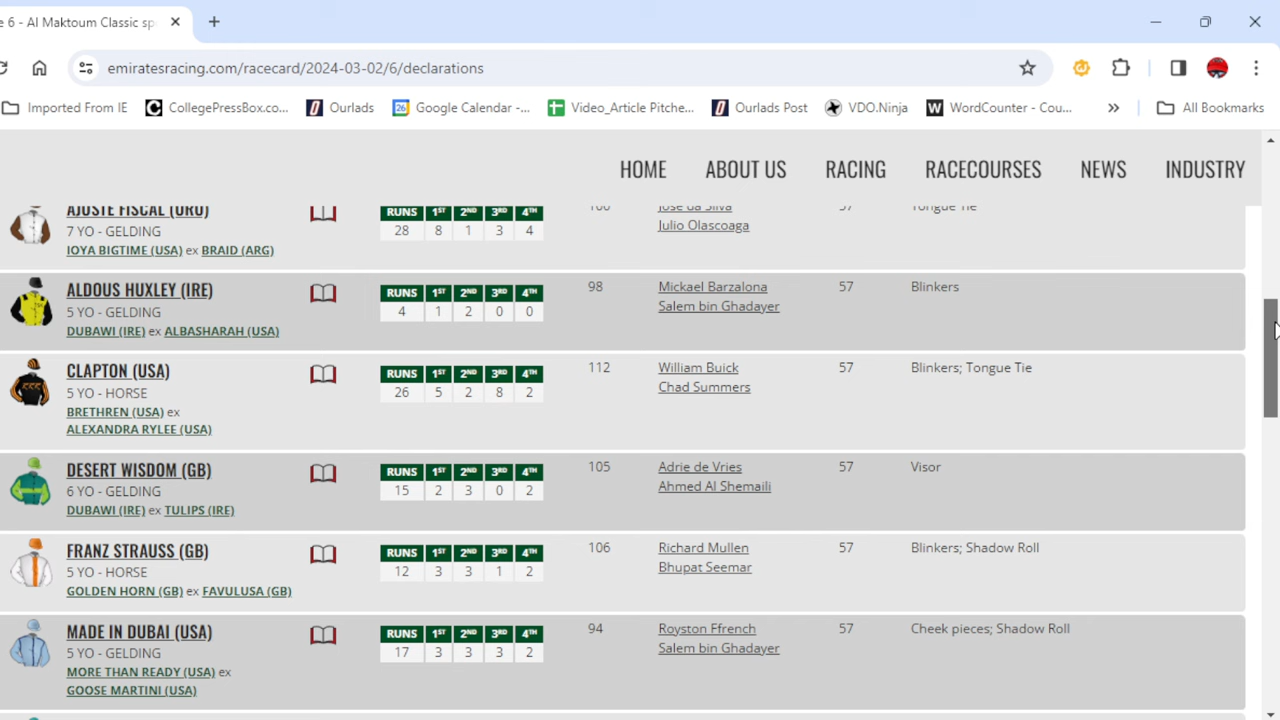 e 6 - Al Maktoum Classic sp
emiratesracing.com/racecard/2024-03-02/6/declarations
Imported From IE CollegePressBox.co... Ourlads 26 Google Calendar -... Video_Article Pitche... Ourlads Post VDO.Ninja W WordCounter - Cou... » All Bookmarks
HOME ABOUT US RACING RACECOURSES NEWS INDUSTRY
AJUSTE FISCAL (URU) RUNS 1ST 2ND 3RD 4TH 100 Jose da Silva 57 Tongue Tie
7 YO - GELDING 28 8 1 3 4 Julio Olascoaga
IOYA BIGTIME (USA) ex BRAID (ARG)
ALDOUS HUXLEY (IRE) RUNS 1ST 2ND 3RD 4TH 98 Mickael Barzalona 57 Blinkers
5 YO - GELDING 4 1 2 0 0 Salem bin Ghadayer
DUBAWI (IRE) ex ALBASHARAH (USA)
CLAPTON (USA) RUNS 1ST 2ND 3RD 4TH 112 William Buick 57 Blinkers; Tongue Tie
5 YO - HORSE 26 5 2 8 2 Chad Summers
BRETHREN (USA) ex
ALEXANDRA RYLEE (USA)
DESERT WISDOM (GB) RUNS 1ST 2ND 3RD 4TH 105 Adrie de Vries 57 Visor
6 YO - GELDING 15 2 3 0 2 Ahmed Al Shemaili
DUBAWI (IRE) ex TULIPS (IRE)
FRANZ STRAUSS (GB) RUNS 1ST 2ND 3RD 4TH 106 Richard Mullen 57 Blinkers; Shadow Roll
5 YO - HORSE 12 3 3 1 2 Bhupat Seemar
GOLDEN HORN (GB) ex FAVULUSA (GB)
MADE IN DUBAI (USA) RUNS 1ST 2ND 3RD 4TH 94 Royston Ffrench 57 Cheek pieces; Shadow Roll
5 YO - GELDING 17 3 3 3 2 Salem bin Ghadayer
MORE THAN READY (USA) ex
GOOSE MARTINI (USA)